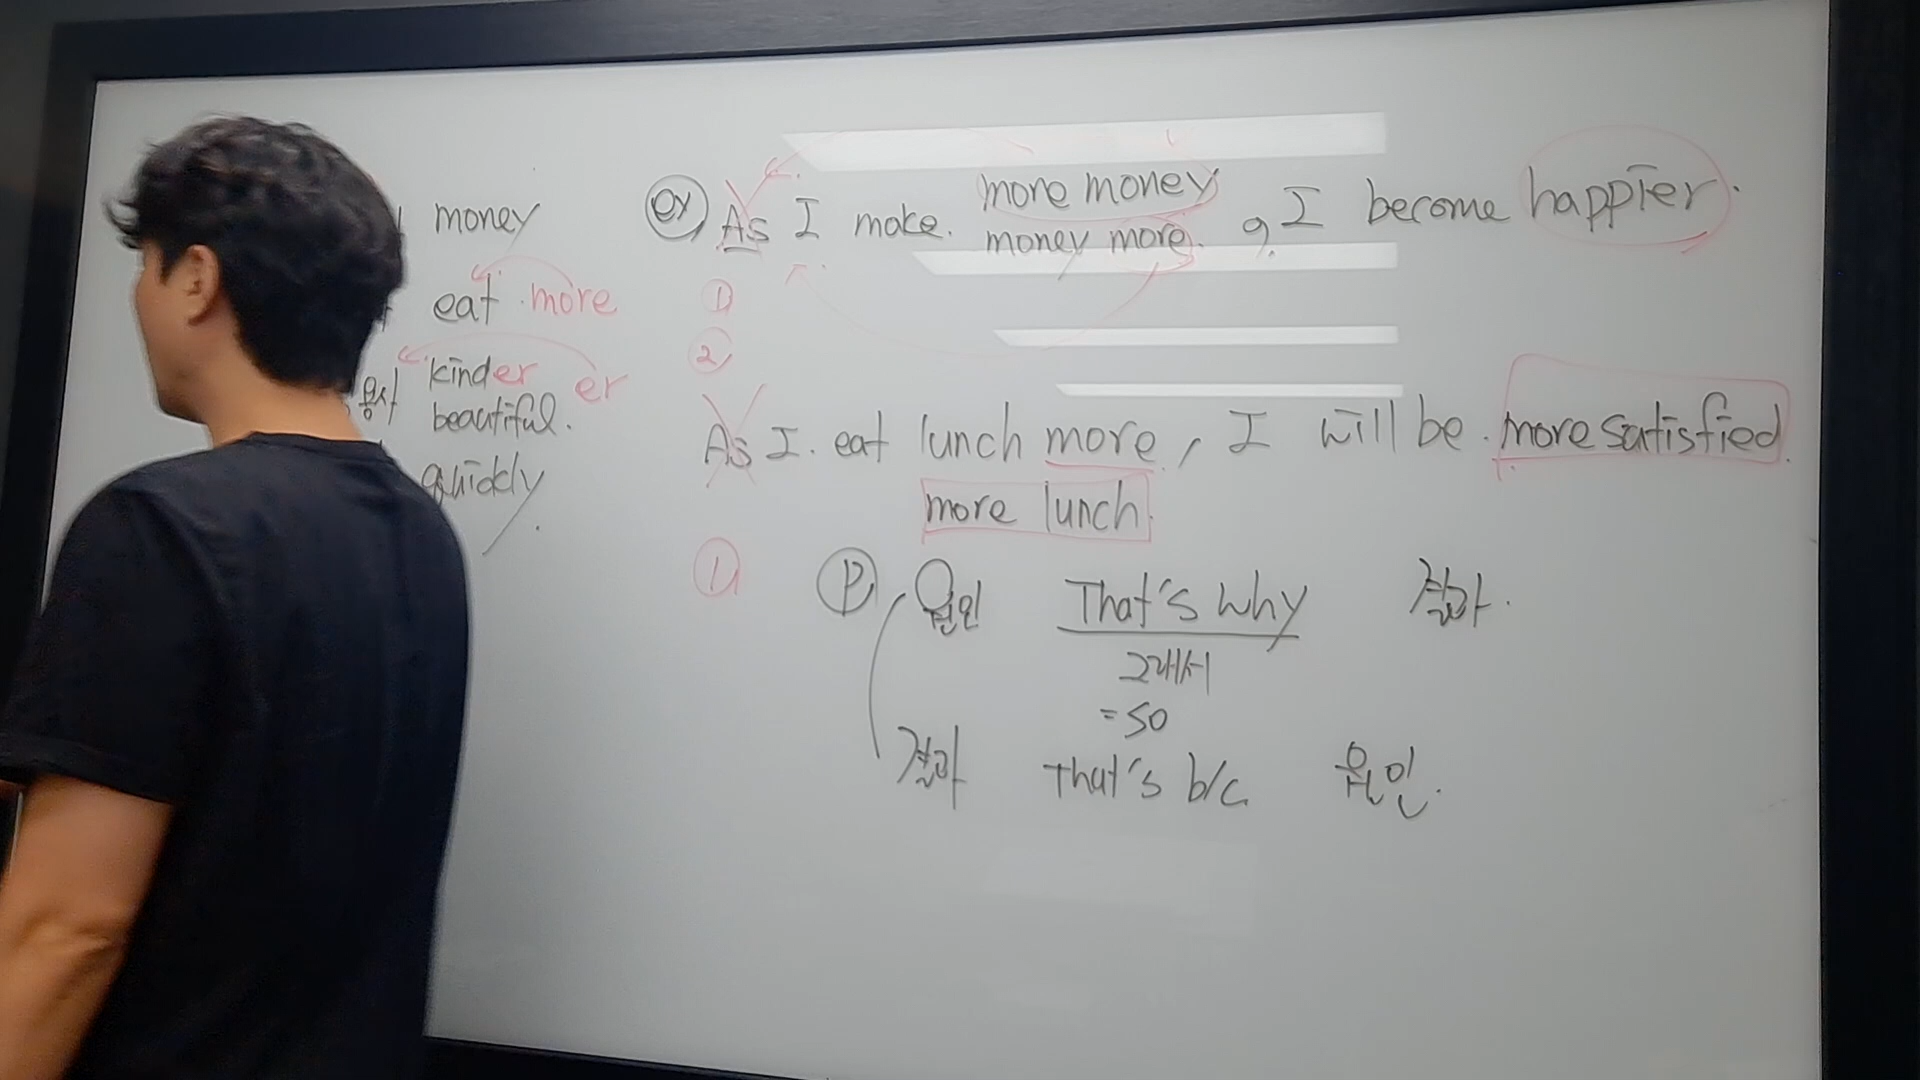 money
eat more
kinder er
beautiful.
quickly
ex) As I make. more money , I become happier.
money more.
①
②
As I. eat lunch more, I will be. more satisfied.
more lunch.
①
Ⓟ 원인 That's why 결과.
그래서
= so
결과 That's b/c. 원인.